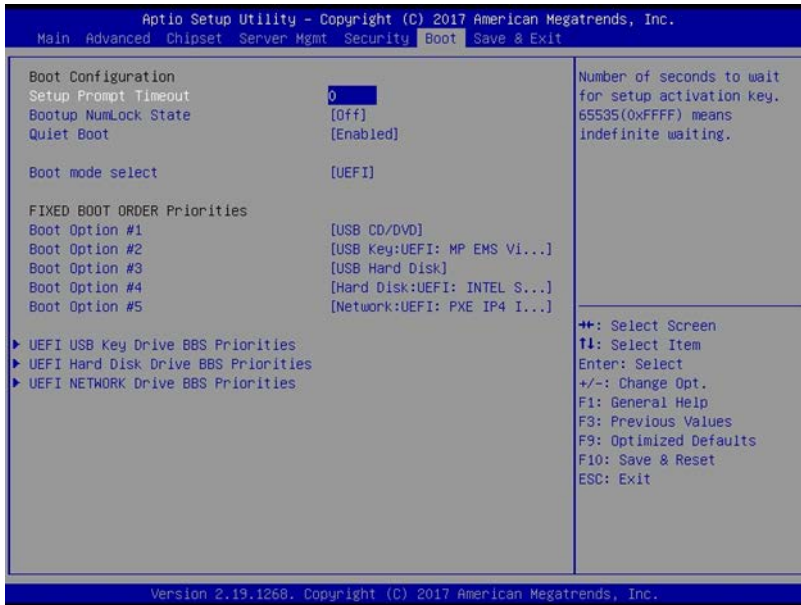 Aptio Setup Utility – Copyright (C) 2017 American Megatrends, Inc.
Main Advanced Chipset Server Mgmt Security Boot Save & Exit
Boot Configuration
Setup Prompt Timeout 0
Bootup NumLock State [Off]
Quiet Boot [Enabled]
Boot mode select [UEFI]
FIXED BOOT ORDER Priorities
Boot Option #1 [USB CD/DVD]
Boot Option #2 [USB Key:UEFI: MP EMS Vi...]
Boot Option #3 [USB Hard Disk]
Boot Option #4 [Hard Disk:UEFI: INTEL S...]
Boot Option #5 [Network:UEFI: PXE IP4 I...]
UEFI USB Key Drive BBS Priorities
UEFI Hard Disk Drive BBS Priorities
UEFI NETWORK Drive BBS Priorities
Number of seconds to wait
for setup activation key.
65535(0xFFFF) means
indefinite waiting.
→←: Select Screen
↑↓: Select Item
Enter: Select
+/-: Change Opt.
F1: General Help
F3: Previous Values
F9: Optimized Defaults
F10: Save & Reset
ESC: Exit
Version 2.19.1268. Copyright (C) 2017 American Megatrends, Inc.